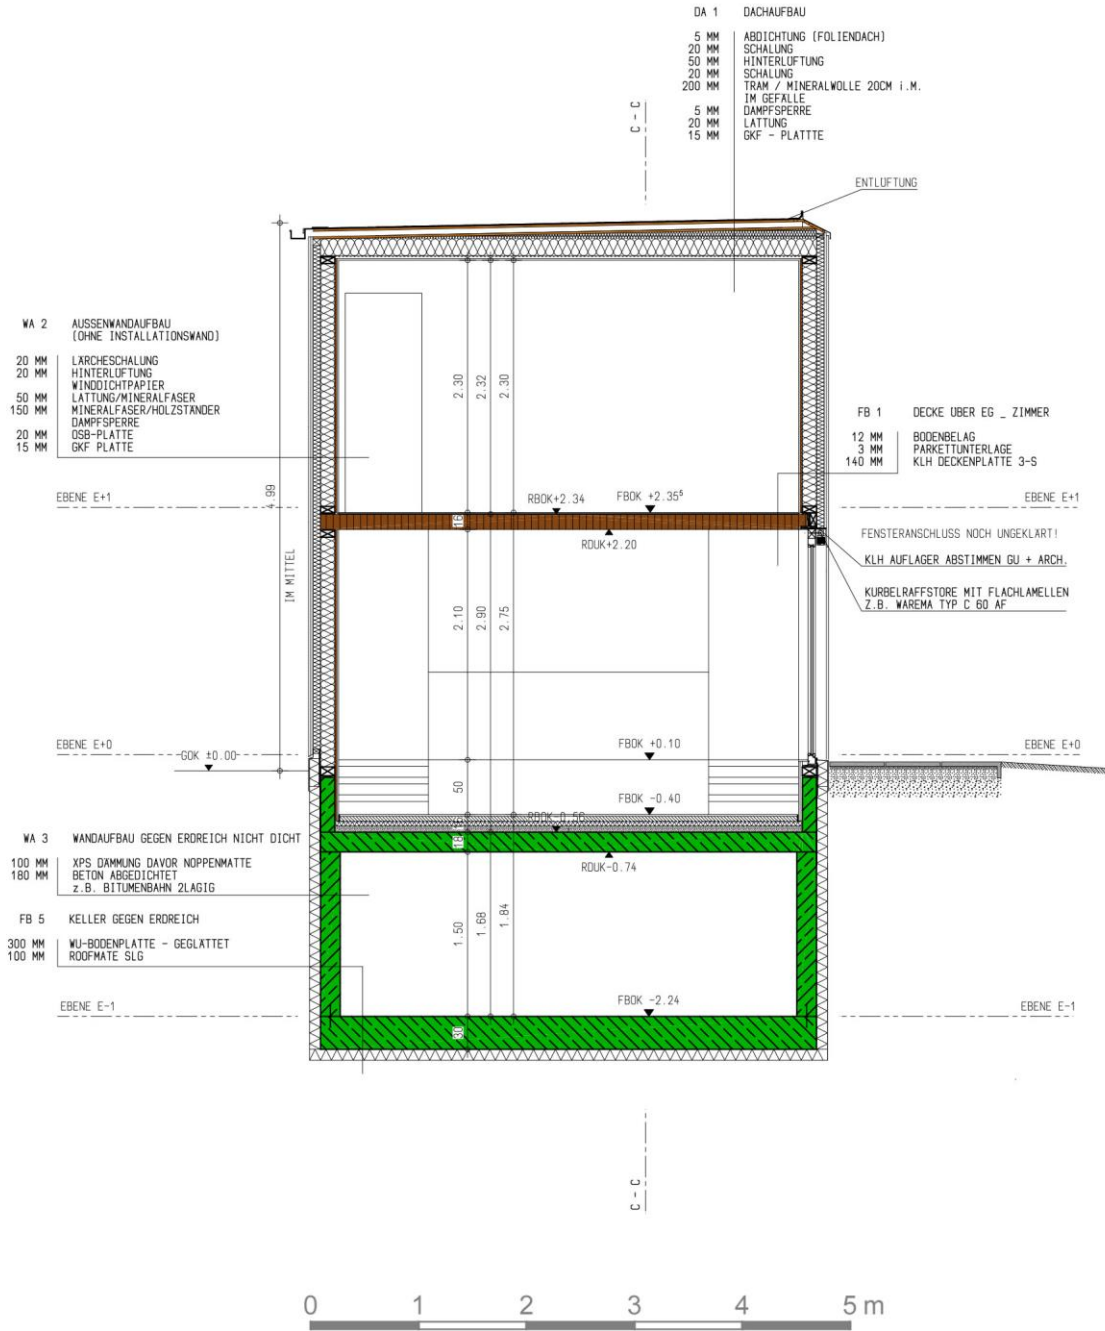 DA 1 DACHAUFBAU
5 MM ABDICHTUNG (FOLIENDACH)
20 MM SCHALUNG
50 MM HINTERLÜFTUNG
20 MM SCHALUNG
200 MM TRAM / MINERALWOLLE 20CM i.M.
IM GEFÄLLE
5 MM DAMPFSPERRE
20 MM LATTUNG
15 MM GKF - PLATTTE
C - C
ENTLÜFTUNG
WA 2 AUSSENWANDAUFBAU
(OHNE INSTALLATIONSWAND)
20 MM LÄRCHESCHALUNG
20 MM HINTERLÜFTUNG
WINDDICHTPAPIER
50 MM LATTUNG/MINERALFASER
150 MM MINERALFASER/HOLZSTÄNDER
DAMPFSPERRE
20 MM OSB-PLATTE
15 MM GKF PLATTE
2.30
2.32
2.30
FB 1 DECKE ÜBER EG _ ZIMMER
12 MM BODENBELAG
3 MM PARKETTUNTERLAGE
140 MM KLH DECKENPLATTE 3-S
EBENE E+1
4.99
IM MITTEL
RBOK+2.34
FBOK +2.35⁵
EBENE E+1
16
RDUK+2.20
FENSTERANSCHLUSS NOCH UNGEKLÄRT!
KLH AUFLAGER ABSTIMMEN GU + ARCH.
KURBELRAFFSTORE MIT FLACHLAMELLEN
Z.B. WAREMA TYP C 60 AF
2.10
2.90
2.75
EBENE E+0
GOK ±0.00
FBOK +0.10
EBENE E+0
50
FBOK -0.40
16
RBOK-0.56
18
RDUK-0.74
WA 3 WANDAUFBAU GEGEN ERDREICH NICHT DICHT
100 MM XPS DÄMMUNG DAVOR NOPPENMATTE
180 MM BETON ABGEDICHTET
z.B. BITUMENBAHN 2LAGIG
FB 5 KELLER GEGEN ERDREICH
300 MM WU-BODENPLATTE - GEGLÄTTET
100 MM ROOFMATE SLG
1.50
1.68
1.84
EBENE E-1
FBOK -2.24
EBENE E-1
30
C - C
0 1 2 3 4 5 m